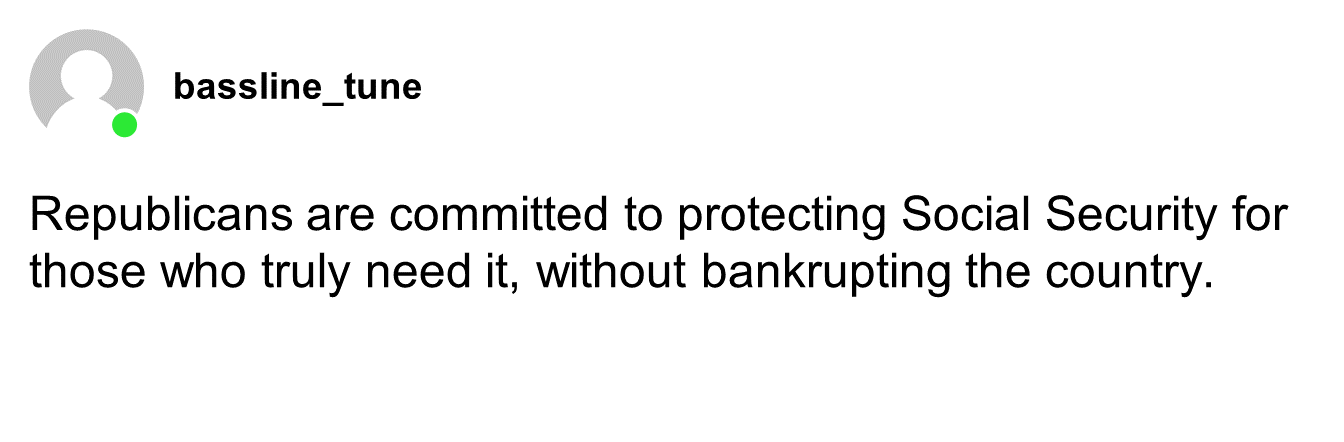 bassline_tune
Republicans are committed to protecting Social Security for
those who truly need it, without bankrupting the country.